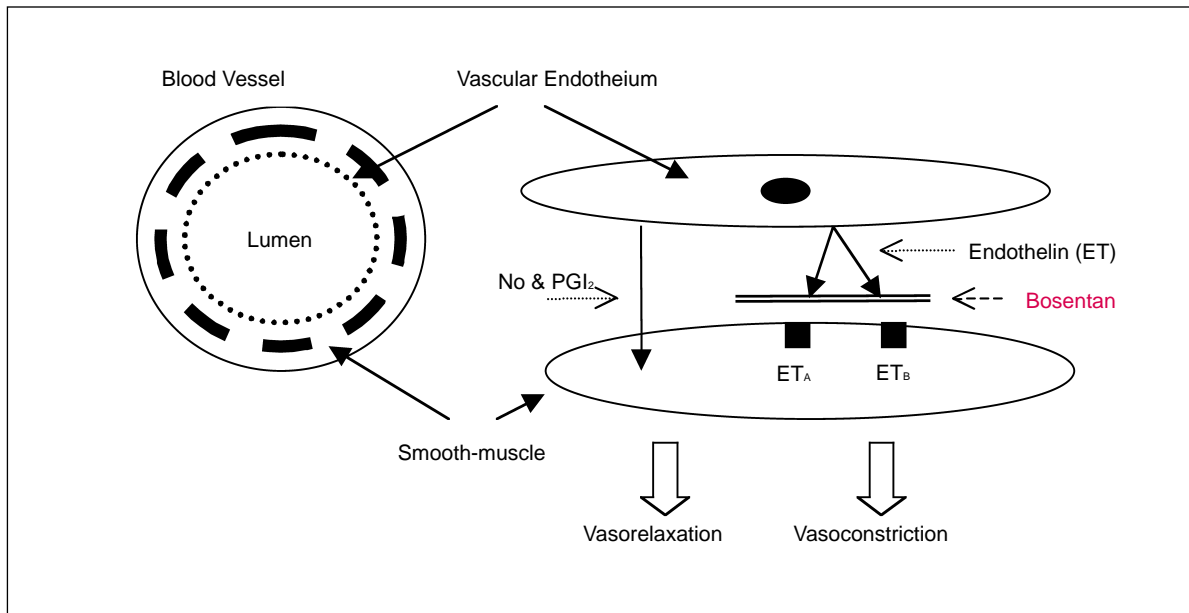 Blood Vessel
Vascular Endotheium
Lumen
Endothelin (ET)
No & PGI₂
Bosentan
ETA
ETB
Smooth-muscle
Vasorelaxation
Vasoconstriction